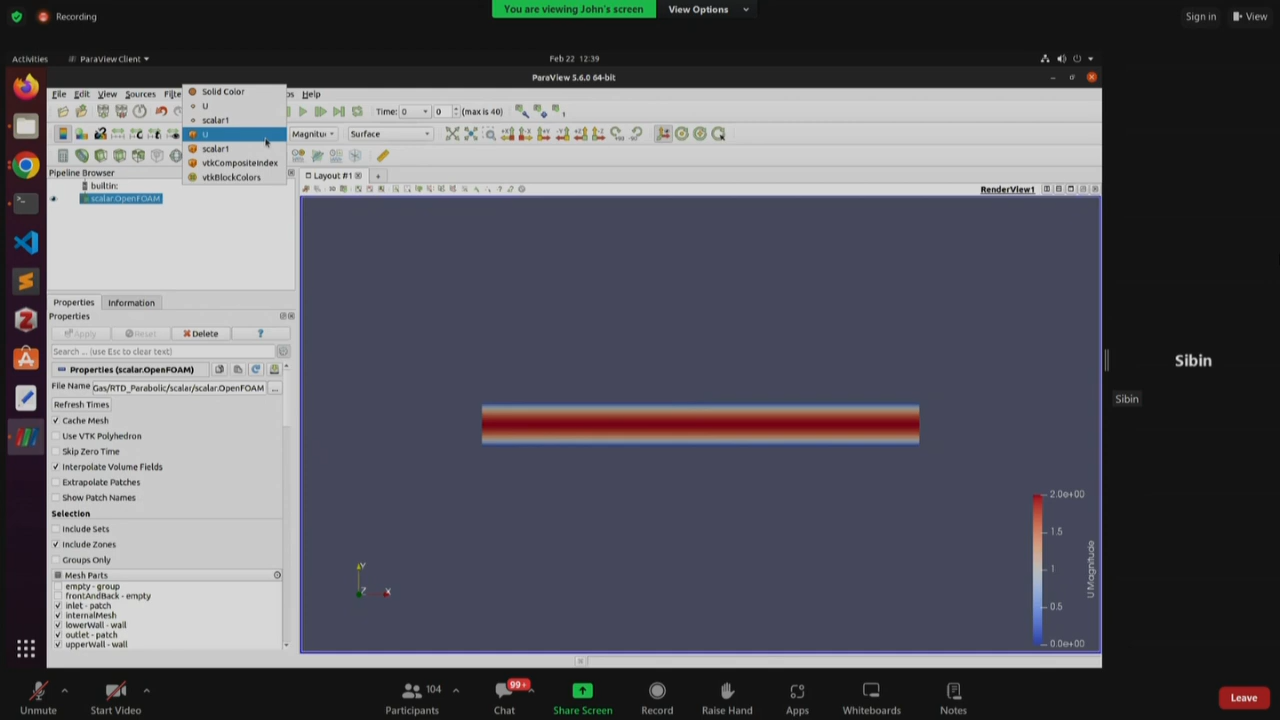 Recording
You are viewing John's screen
View Options
Sign in
View
Activities
ParaView Client
Feb 22 12:39
ParaView 5.6.0 64-bit
File Edit View Sources Filte
Help
Solid Color
U
scalar1
U
scalar1
vtkCompositeIndex
vtkBlockColors
Time: 0
0
(max is 40)
Magnitu
Surface
Pipeline Browser
builtin:
scalar.OpenFOAM
Layout #1
+
RenderView1
Properties
Information
Properties
Apply
Reset
Delete
?
Search ... (use Esc to clear text)
Properties (scalar.OpenFOAM)
File Name
Gas/RTD_Parabolic/scalar/scalar.OpenFOAM
...
Refresh Times
Cache Mesh
Use VTK Polyhedron
Skip Zero Time
Interpolate Volume Fields
Extrapolate Patches
Show Patch Names
Selection
Include Sets
Include Zones
Groups Only
Mesh Parts
empty - group
frontAndBack - empty
inlet - patch
internalMesh
lowerWall - wall
outlet - patch
upperWall - wall
Y
Z
X
2.0e+00
1.5
1
0.5
0.0e+00
U Magnitude
Sibin
Sibin
Unmute
Start Video
104
Participants
99+
Chat
Share Screen
Record
Raise Hand
Apps
Whiteboards
Notes
Leave